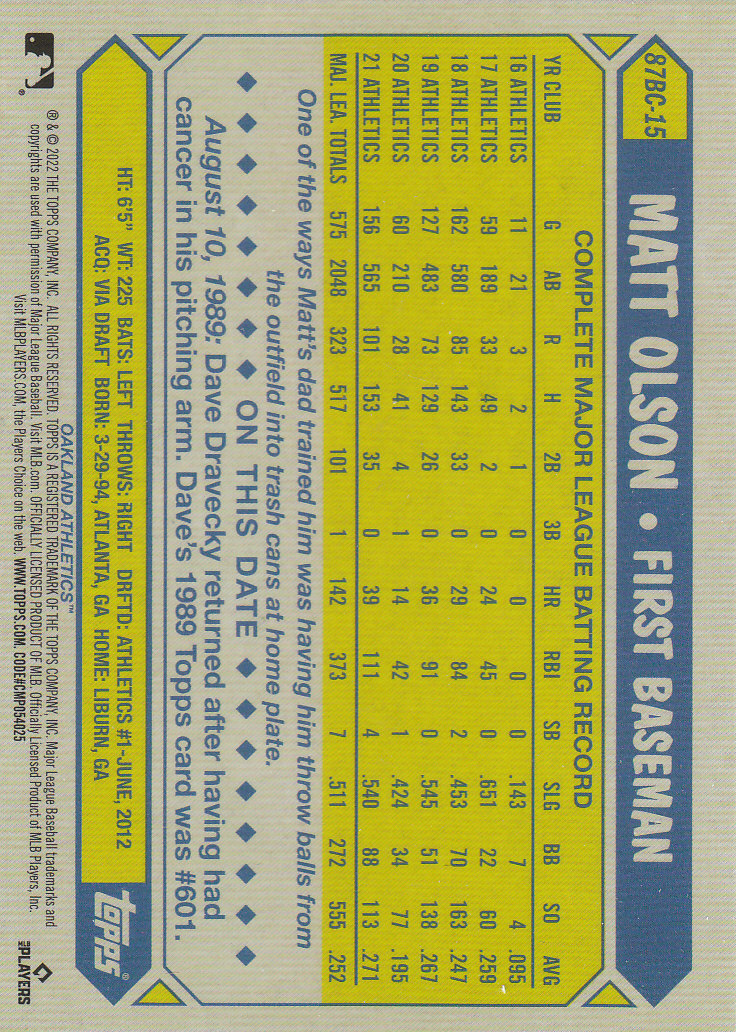 87BC-15
MATT OLSON • FIRST BASEMAN
COMPLETE MAJOR LEAGUE BATTING RECORD
YR CLUB G AB R H 2B 3B HR RBI SB SLG BB SO AVG
16 ATHLETICS 11 21 3 2 1 0 0 0 0 .143 7 4 .095
17 ATHLETICS 59 189 33 49 2 0 24 45 0 .651 22 60 .259
18 ATHLETICS 162 580 85 143 33 0 29 84 2 .453 70 163 .247
19 ATHLETICS 127 483 73 129 26 0 36 91 0 .545 51 138 .267
20 ATHLETICS 60 210 28 41 4 1 14 42 1 .424 34 77 .195
21 ATHLETICS 156 565 101 153 35 0 39 111 4 .540 88 113 .271
MAJ. LEA. TOTALS 575 2048 323 517 101 1 142 373 7 .511 272 555 .252
One of the ways Matt's dad trained him was having him throw balls from
the outfield into trash cans at home plate.
◆ ◆ ◆ ◆ ◆ ◆ ◆ ◆ ON THIS DATE ◆ ◆ ◆ ◆ ◆ ◆ ◆ ◆
August 10, 1989: Dave Dravecky returned after having had
cancer in his pitching arm. Dave's 1989 Topps card was #601.
HT: 6'5" WT: 225 BATS: LEFT THROWS: RIGHT DRFTD: ATHLETICS #1-JUNE, 2012
ACQ: VIA DRAFT BORN: 3-29-94, ATLANTA, GA HOME: LIBURN, GA
topps®
OAKLAND ATHLETICS™
® & © 2022 THE TOPPS COMPANY, INC. ALL RIGHTS RESERVED. TOPPS IS A REGISTERED TRADEMARK OF THE TOPPS COMPANY, INC. Major League Baseball trademarks and
copyrights are used with permission of Major League Baseball. Visit MLB.com. OFFICIALLY LICENSED PRODUCT OF MLB. Officially Licensed Product of MLB Players, Inc.
Visit MLBPLAYERS.COM, the Players Choice on the web. WWW.TOPPS.COM. CODE#CMP054025
MLB PLAYERS